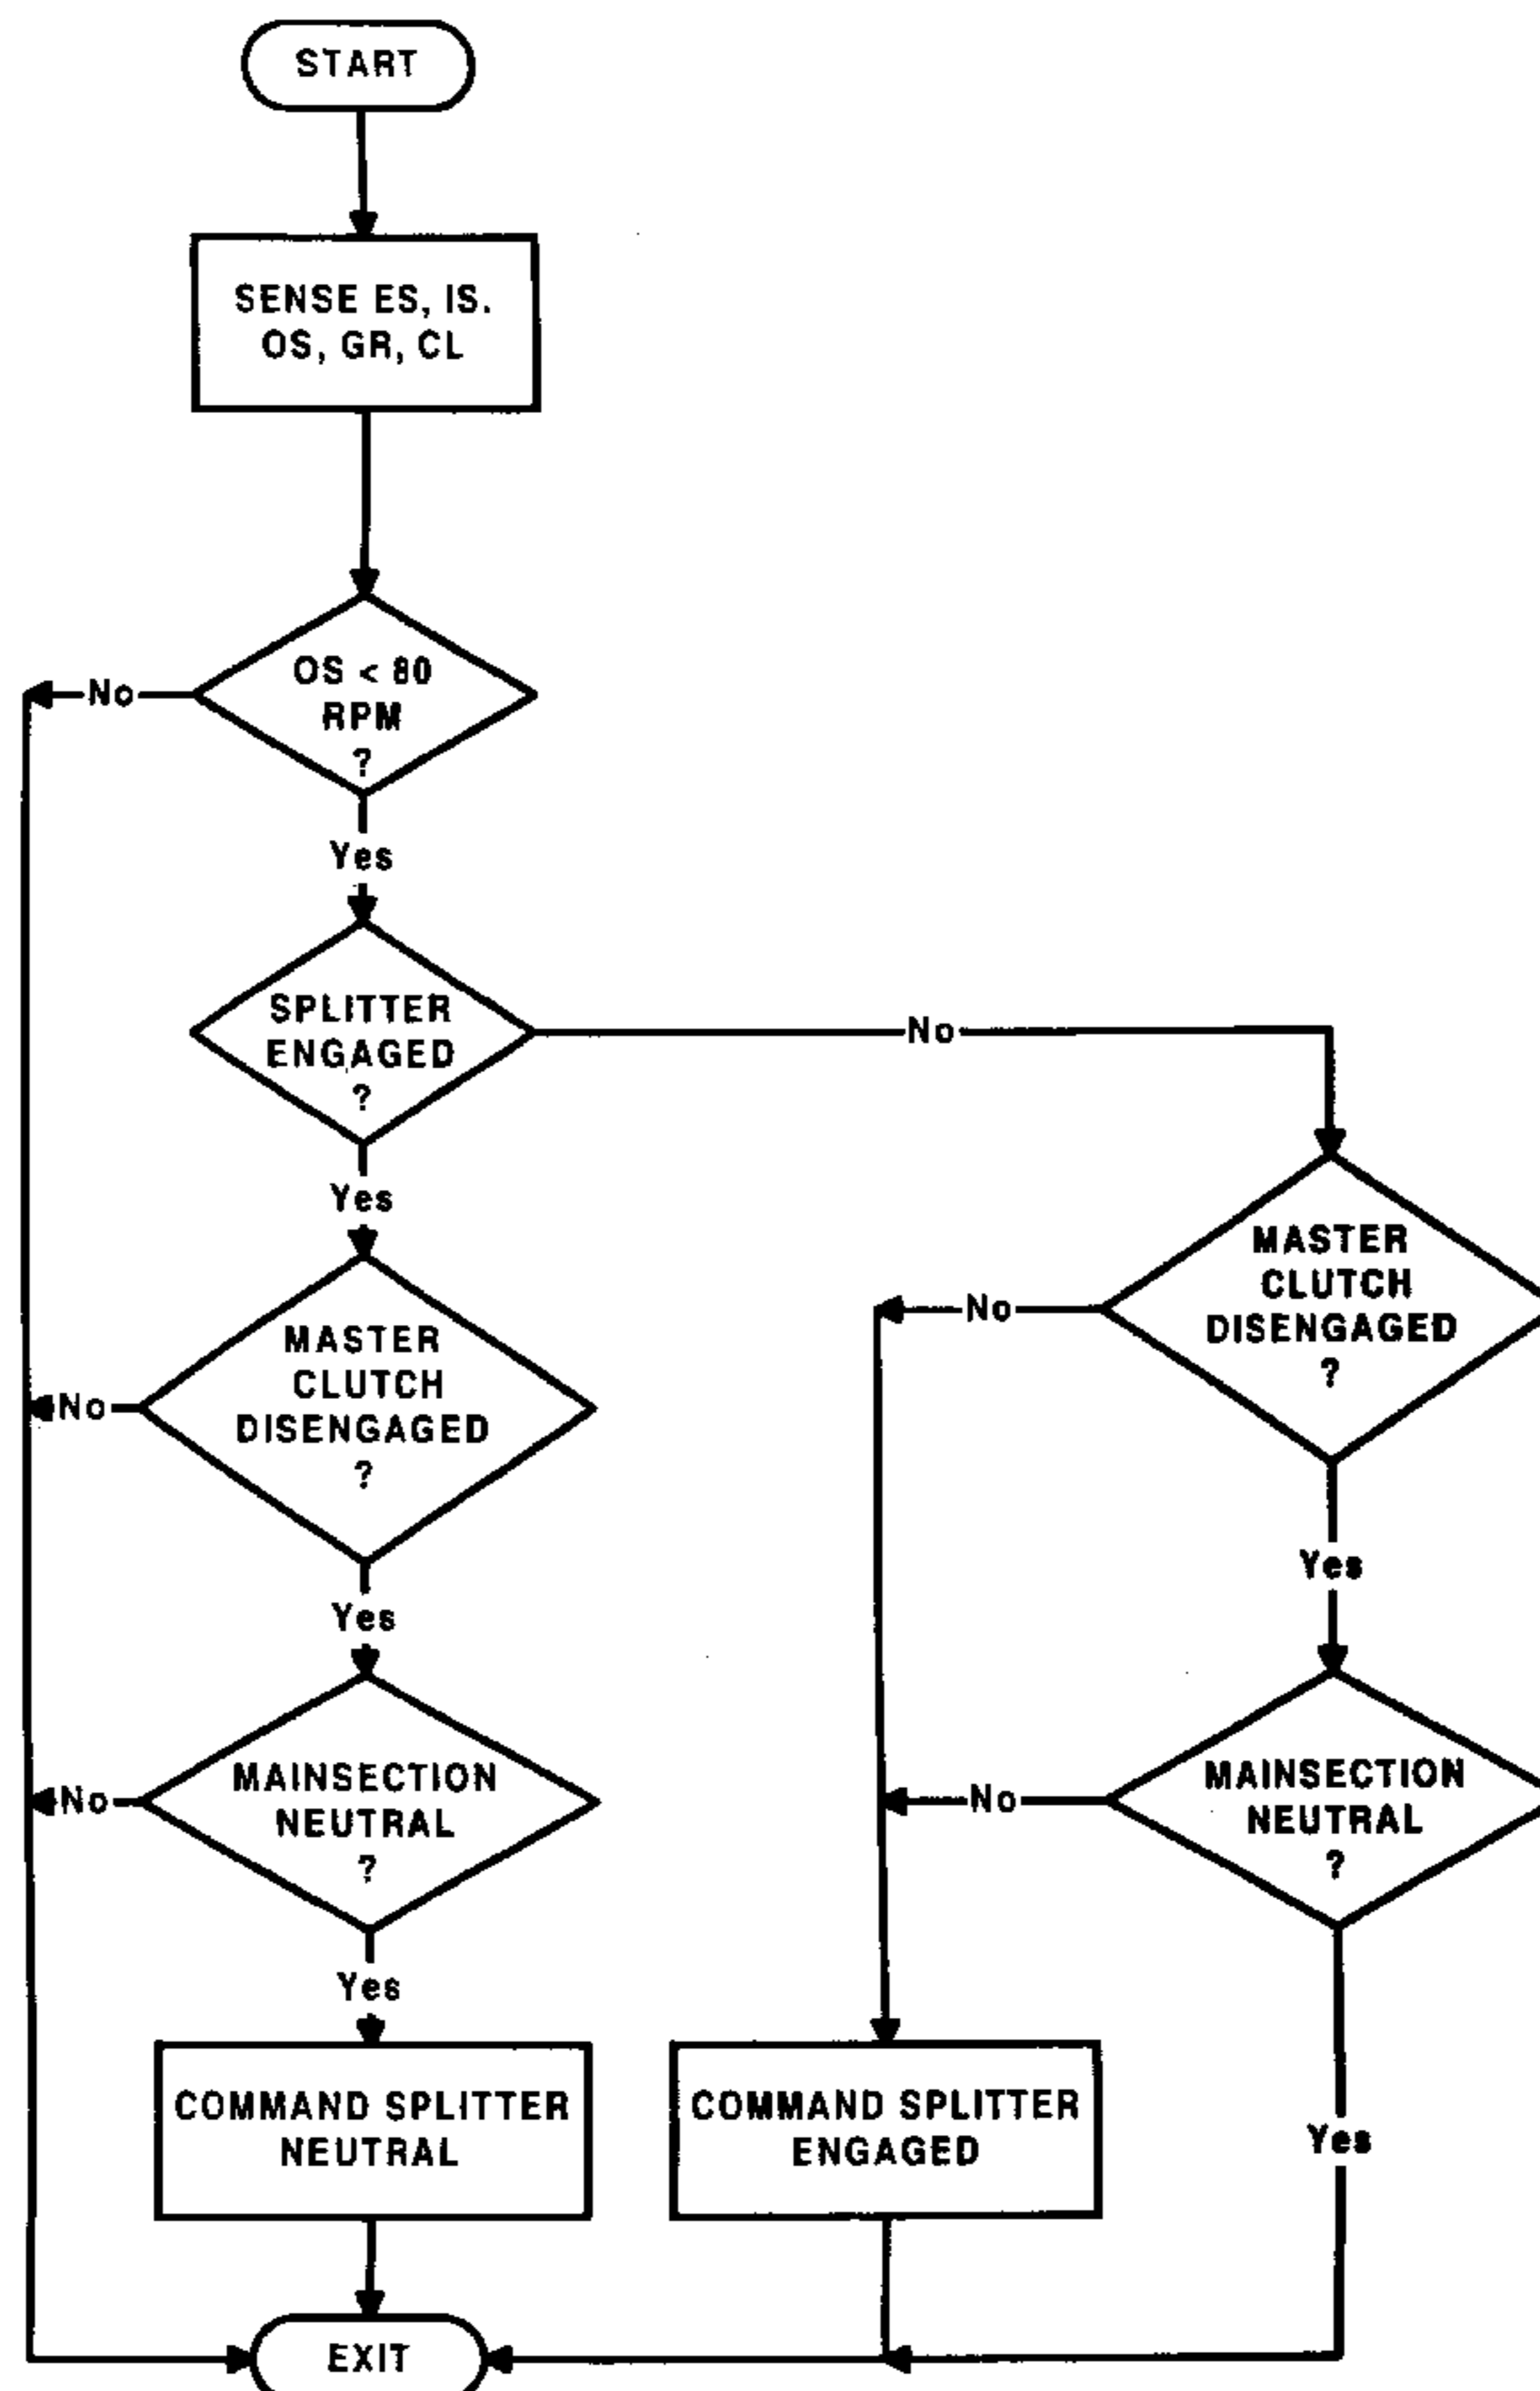 START
SENSE ES, IS.
OS, GR, CL
OS < 80
RPM
?
No
Yes
SPLITTER
ENGAGED
?
No
Yes
MASTER
CLUTCH
DISENGAGED
?
No
Yes
MAINSECTION
NEUTRAL
?
No
Yes
COMMAND SPLITTER
NEUTRAL
MASTER
CLUTCH
DISENGAGED
?
No
Yes
MAINSECTION
NEUTRAL
?
No
Yes
COMMAND SPLITTER
ENGAGED
EXIT